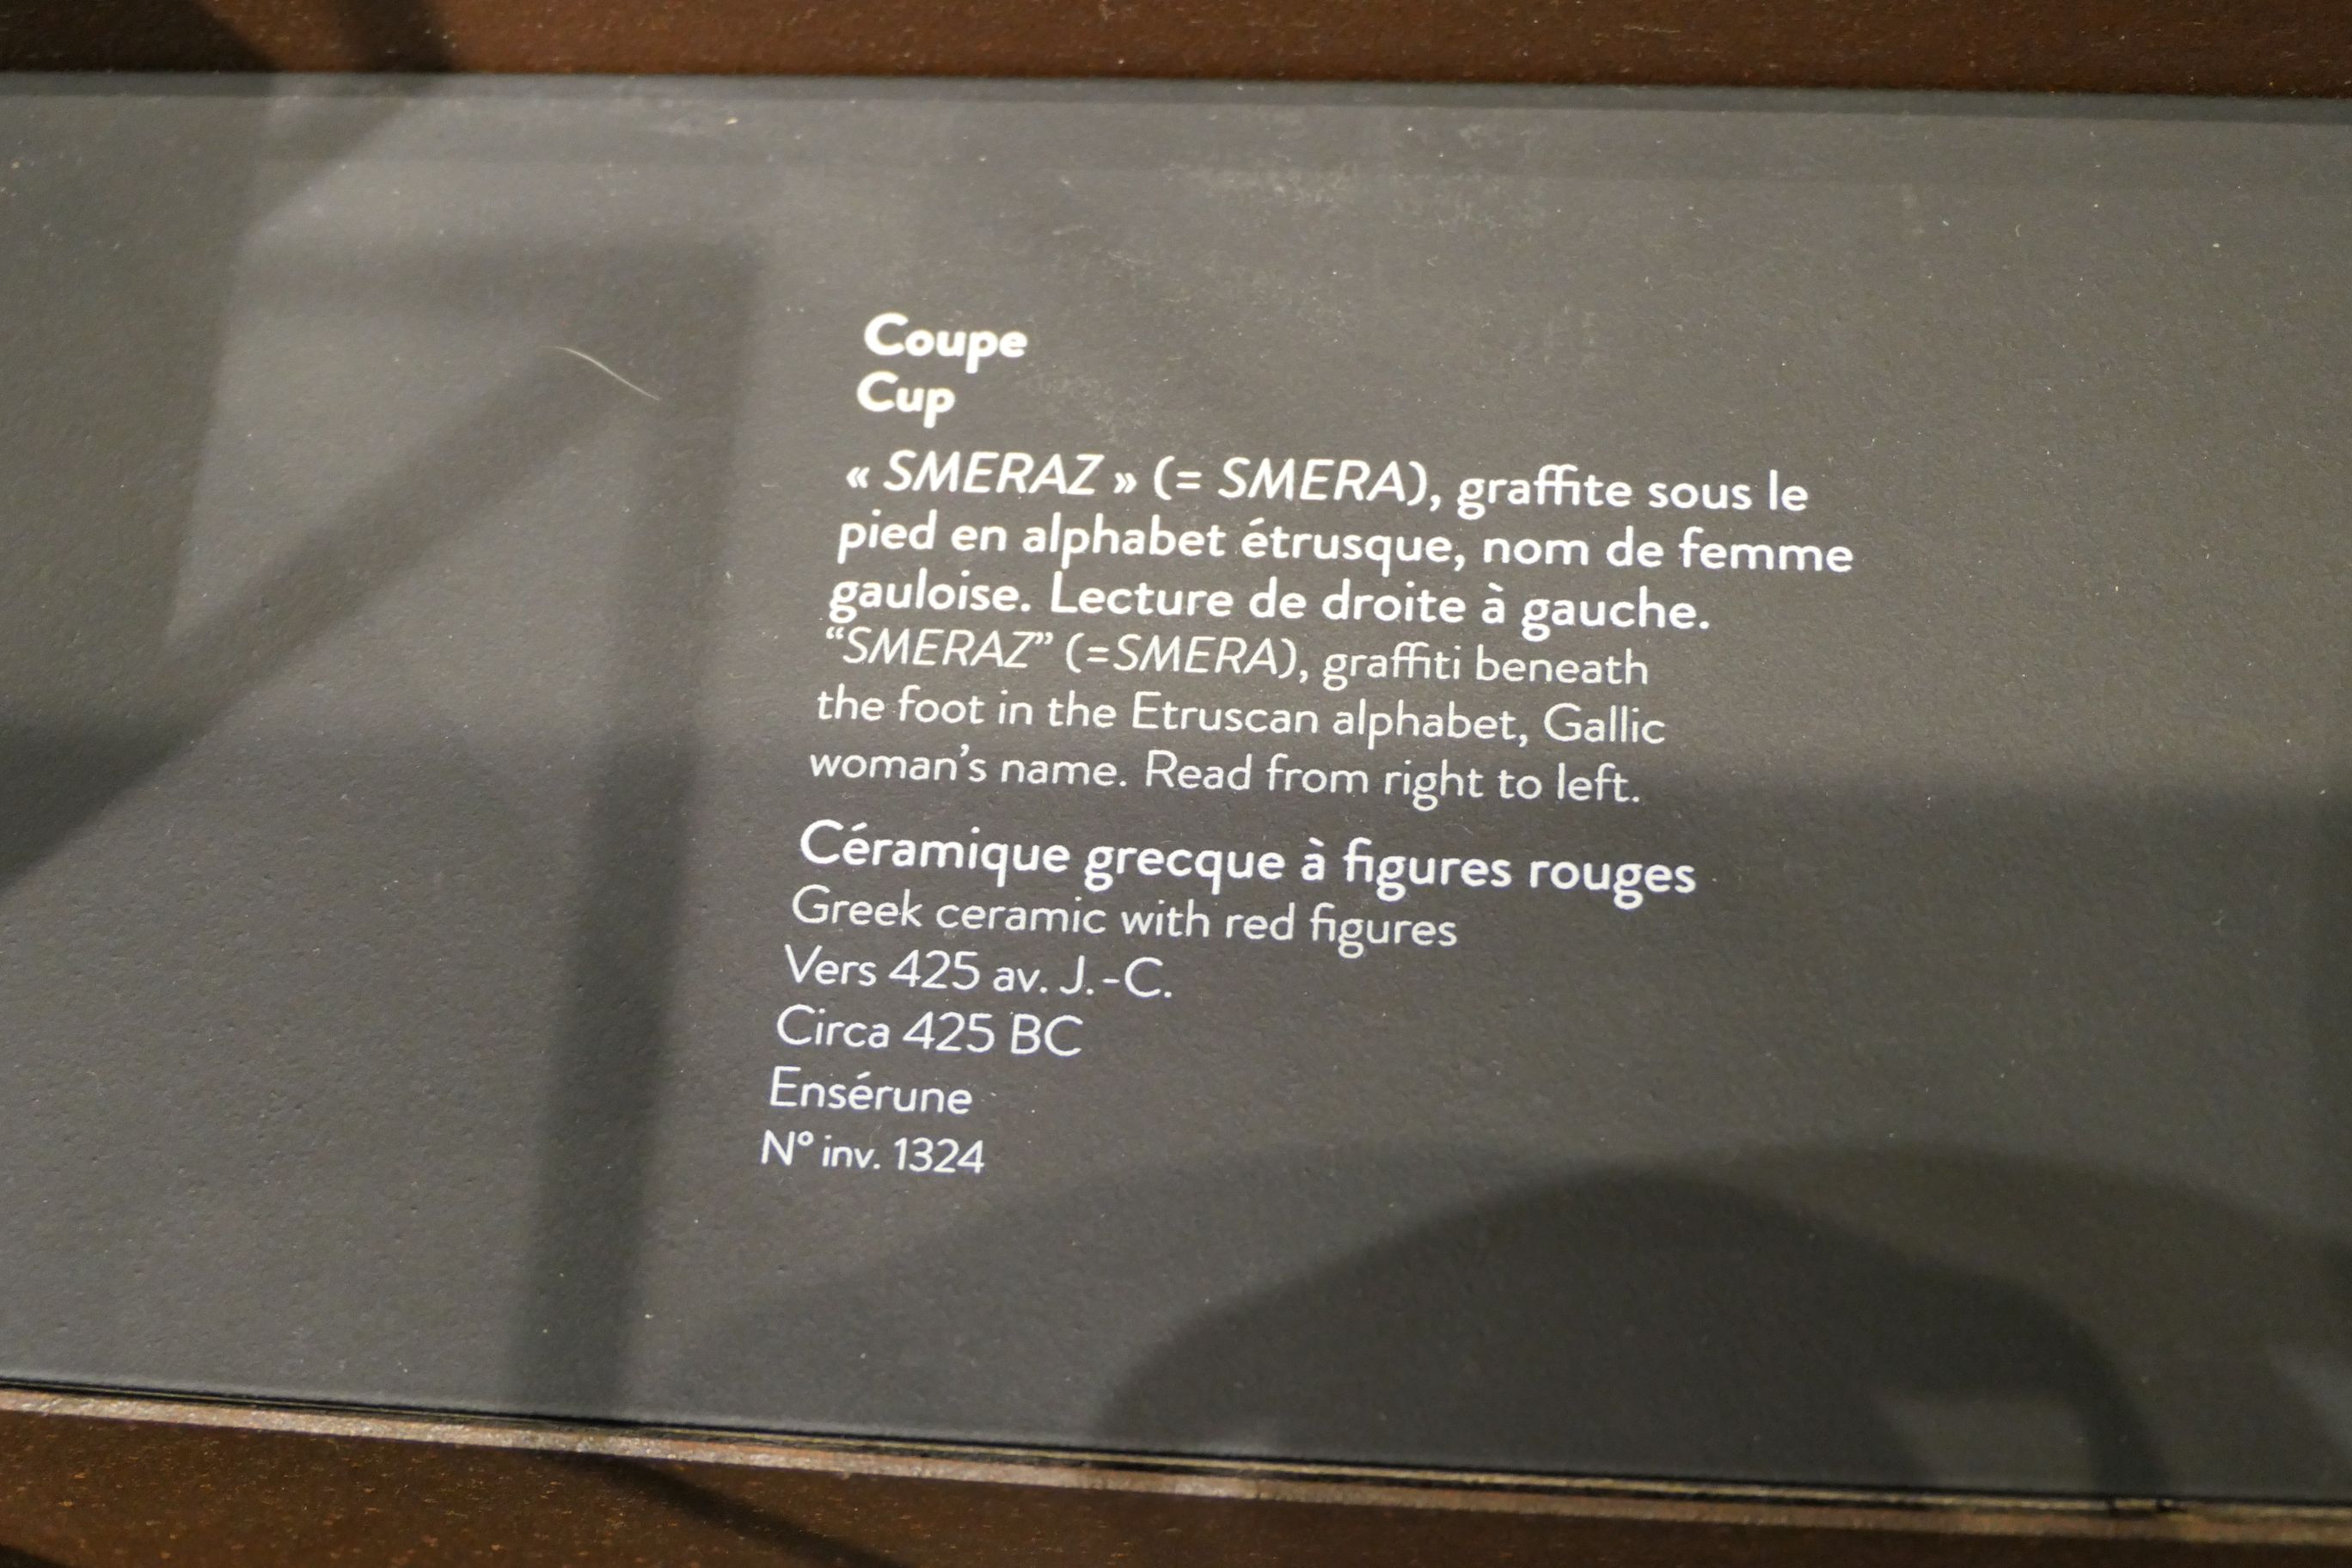 Coupe
Cup
« SMERAZ » (= SMERA), graffite sous le
pied en alphabet étrusque, nom de femme
gauloise. Lecture de droite à gauche.
“SMERAZ” (=SMERA), graffiti beneath
the foot in the Etruscan alphabet, Gallic
woman’s name. Read from right to left.
Céramique grecque à figures rouges
Greek ceramic with red figures
Vers 425 av. J.-C.
Circa 425 BC
Ensérune
N° inv. 1324